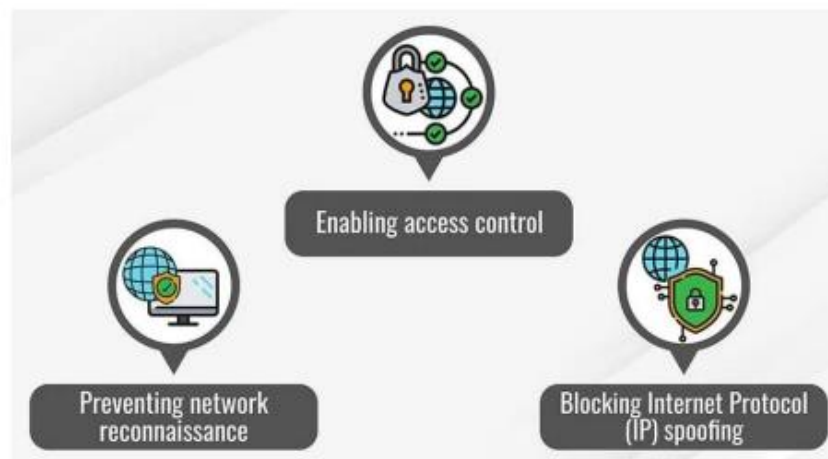 Enabling access control
Preventing network
reconnaissance
Blocking Internet Protocol
(IP) spoofing